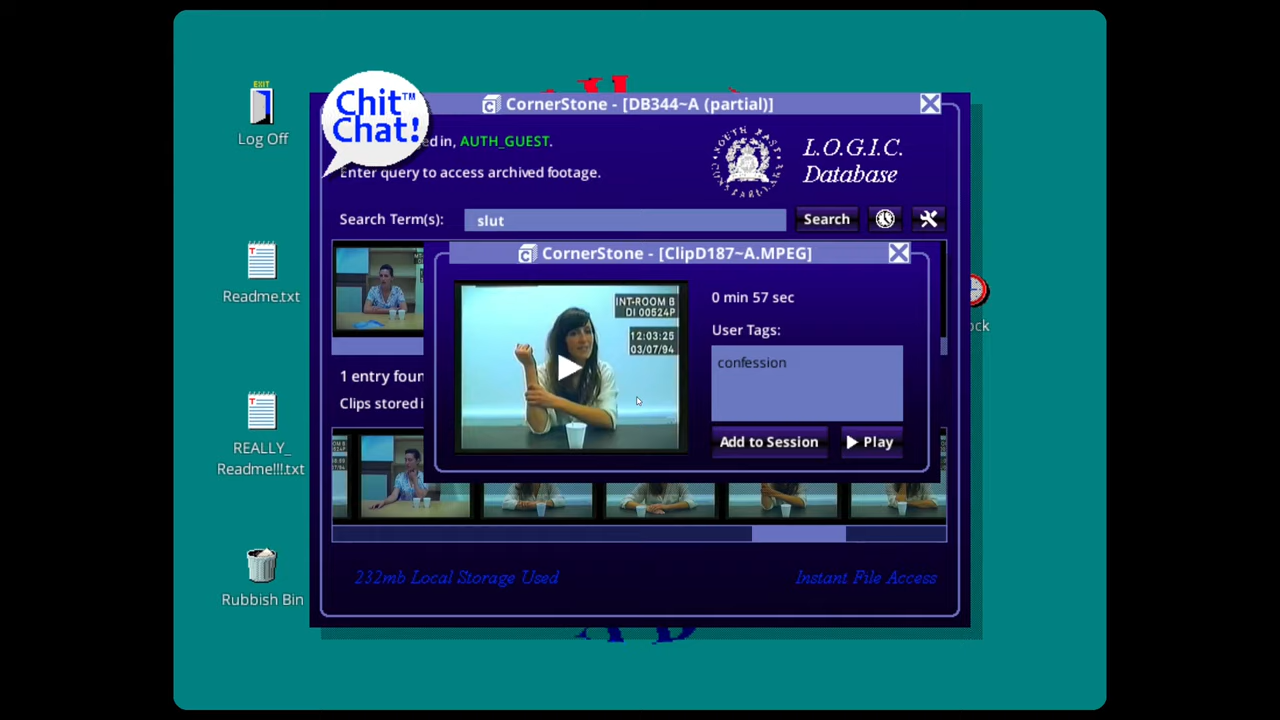 EXIT
Log Off
Chit™
Chat!
CornerStone - [DB344~A (partial)]
ed in, AUTH_GUEST.
Enter query to access archived footage.
L.O.G.I.C.
Database
Search Term(s):
slut
Search
Readme.txt
CornerStone - [ClipD187~A.MPEG]
INT-ROOM B
DI 00524P
12:03:25
03/07/94
0 min 57 sec
User Tags:
confession
Add to Session
Play
ock
1 entry foun
Clips stored i
REALLY_
Readme!!!.txt
Rubbish Bin
232mb Local Storage Used
Instant File Access